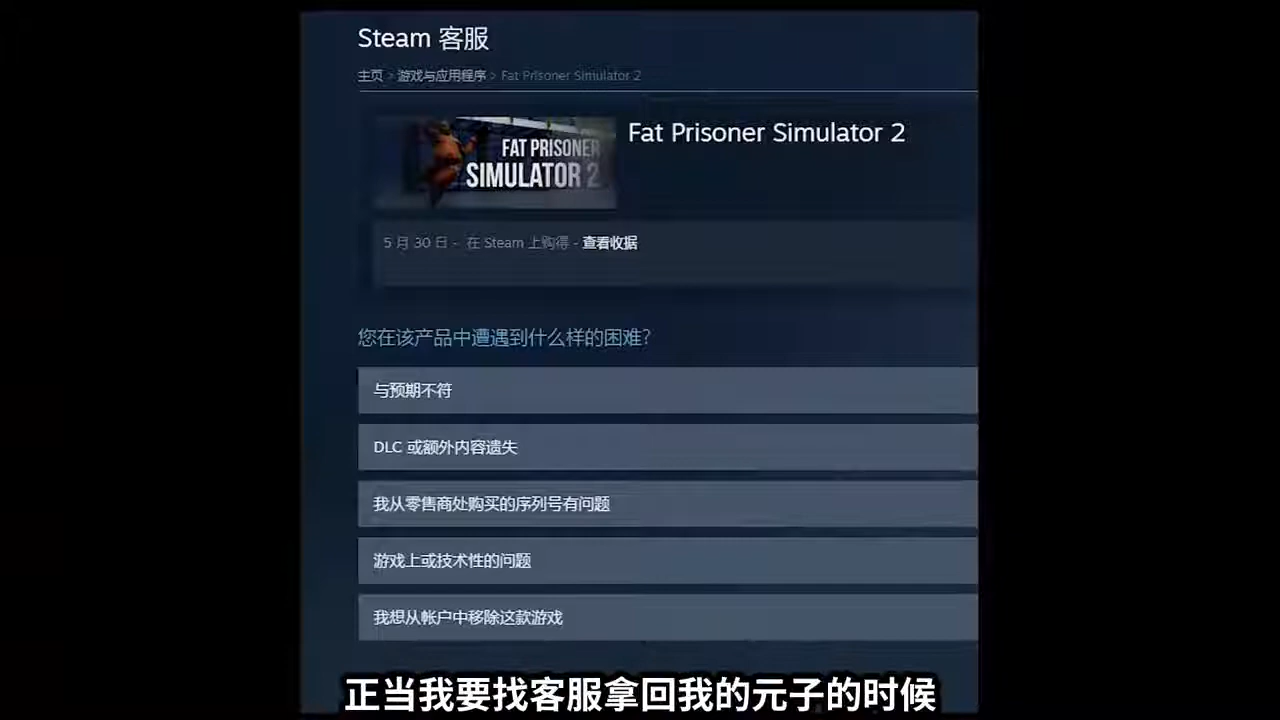 Steam 客服
主页 > 游戏与应用程序 > Fat Prisoner Simulator 2
FAT PRISONER
SIMULATOR 2
Fat Prisoner Simulator 2
5 月 30 日 - 在 Steam 上购得 - 查看收据
您在该产品中遭遇到什么样的困难?
与预期不符
DLC 或额外内容遗失
我从零售商处购买的序列号有问题
游戏上或技术性的问题
我想从帐户中移除这款游戏
正当我要找客服拿回我的元子的时候